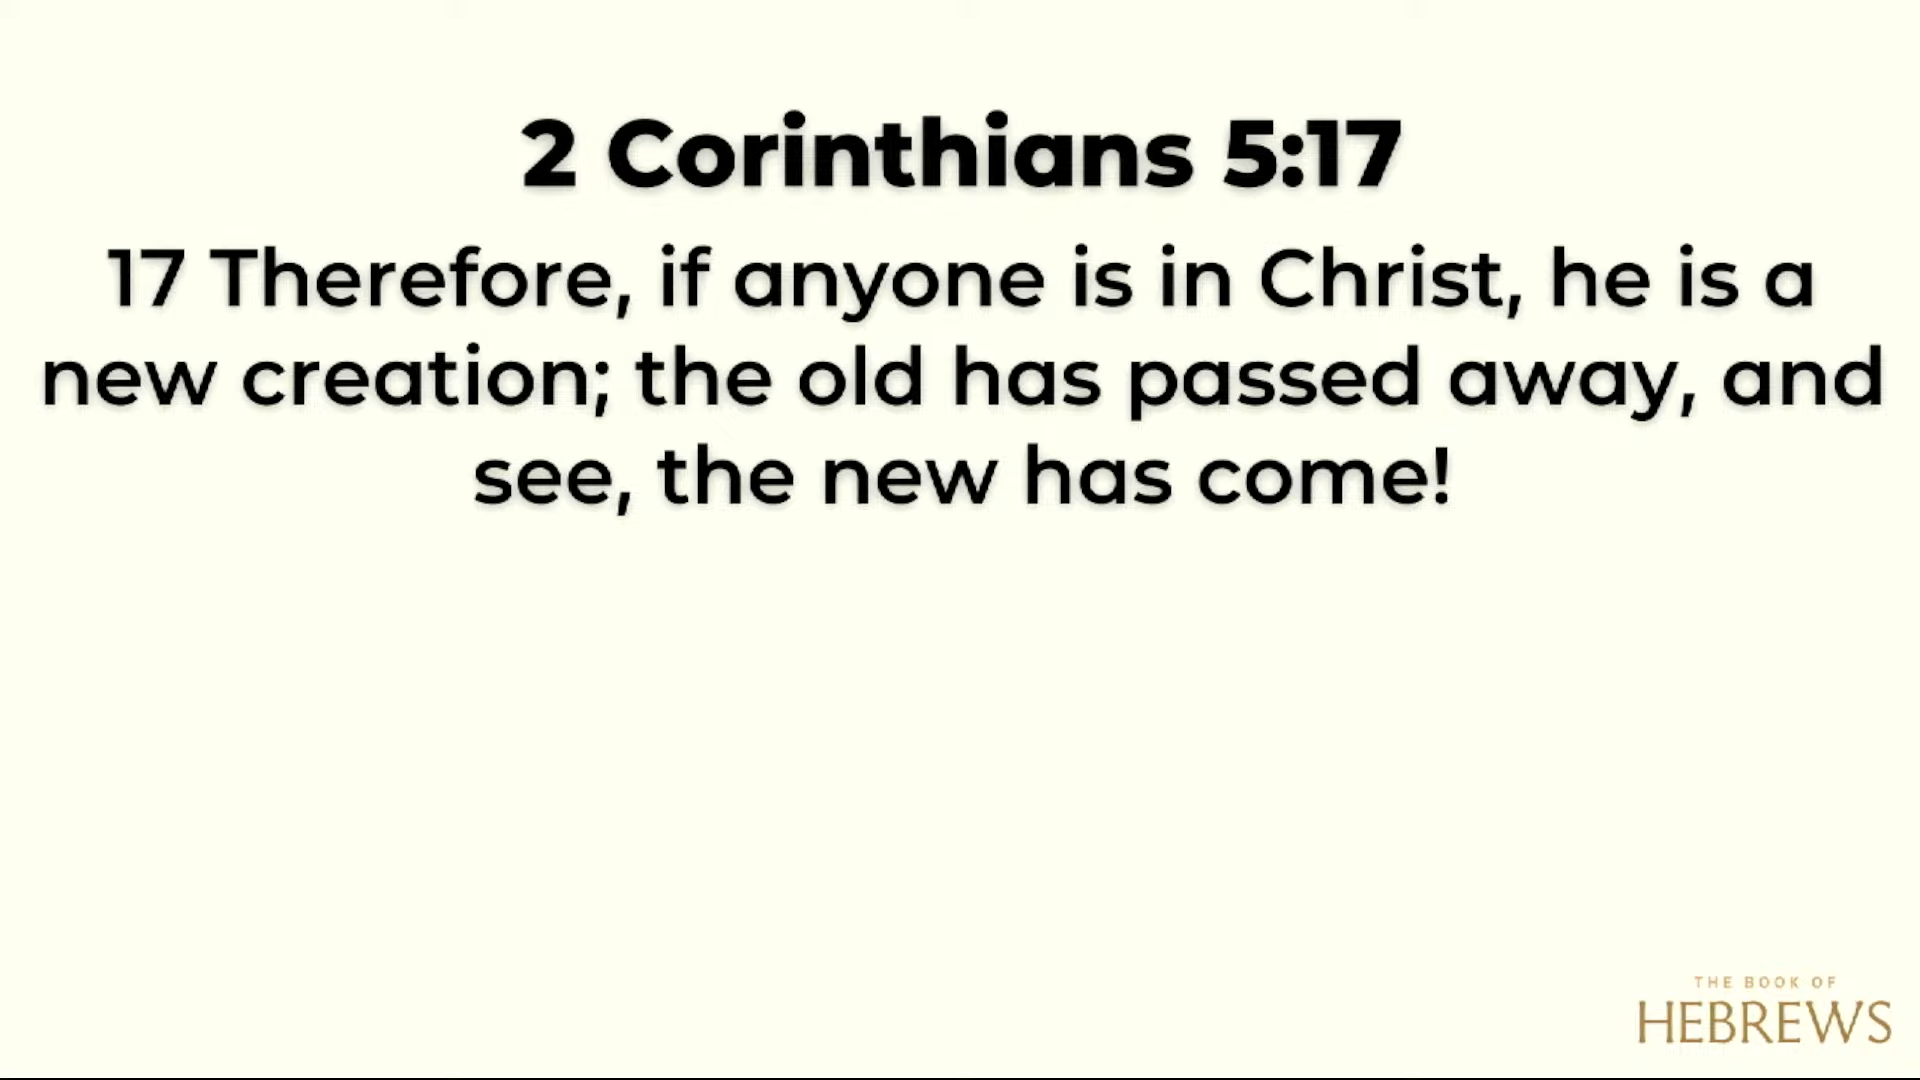 2 Corinthians 5:17
17 Therefore, if anyone is in Christ, he is a
new creation; the old has passed away, and
see, the new has come!
THE BOOK OF
HEBREWS